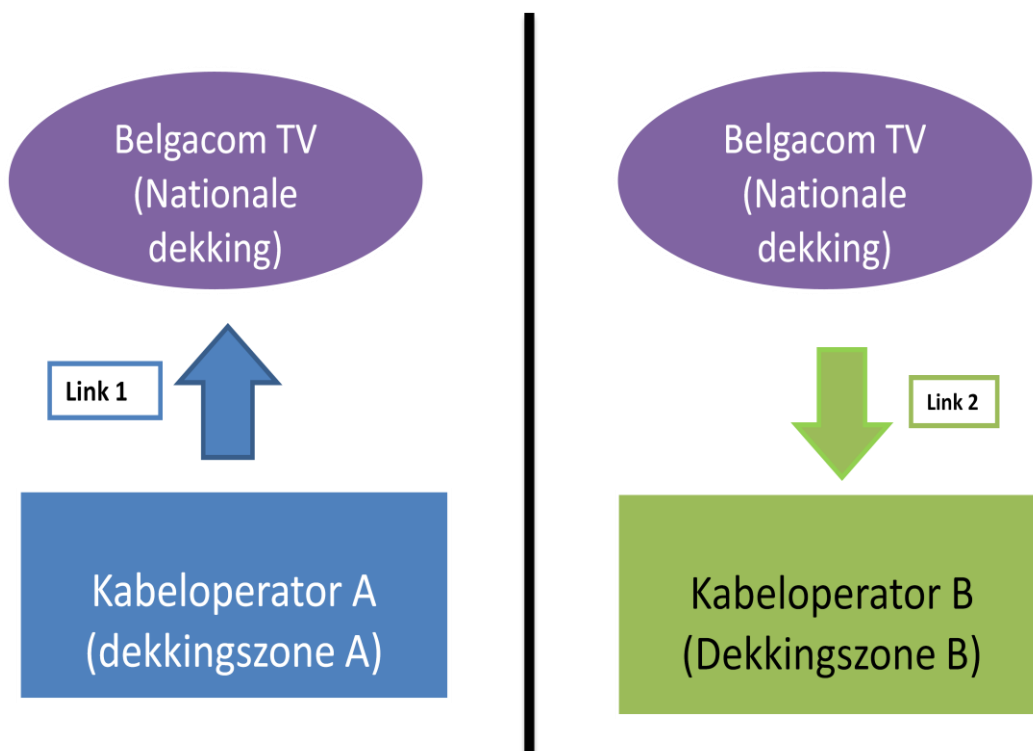 Belgacom TV
(Nationale
dekking)
Link 1
Kabeloperator A
(dekkingszone A)
Belgacom TV
(Nationale
dekking)
Link 2
Kabeloperator B
(Dekkingszone B)